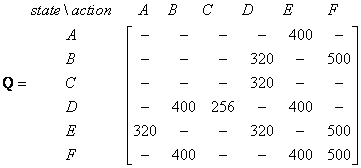 state \ action A B C D E F
A – – – – 400 –
B – – – 320 – 500
Q = C – – – 320 – –
D – 400 256 – 400 –
E 320 – – 320 – 500
F – 400 – – 400 500